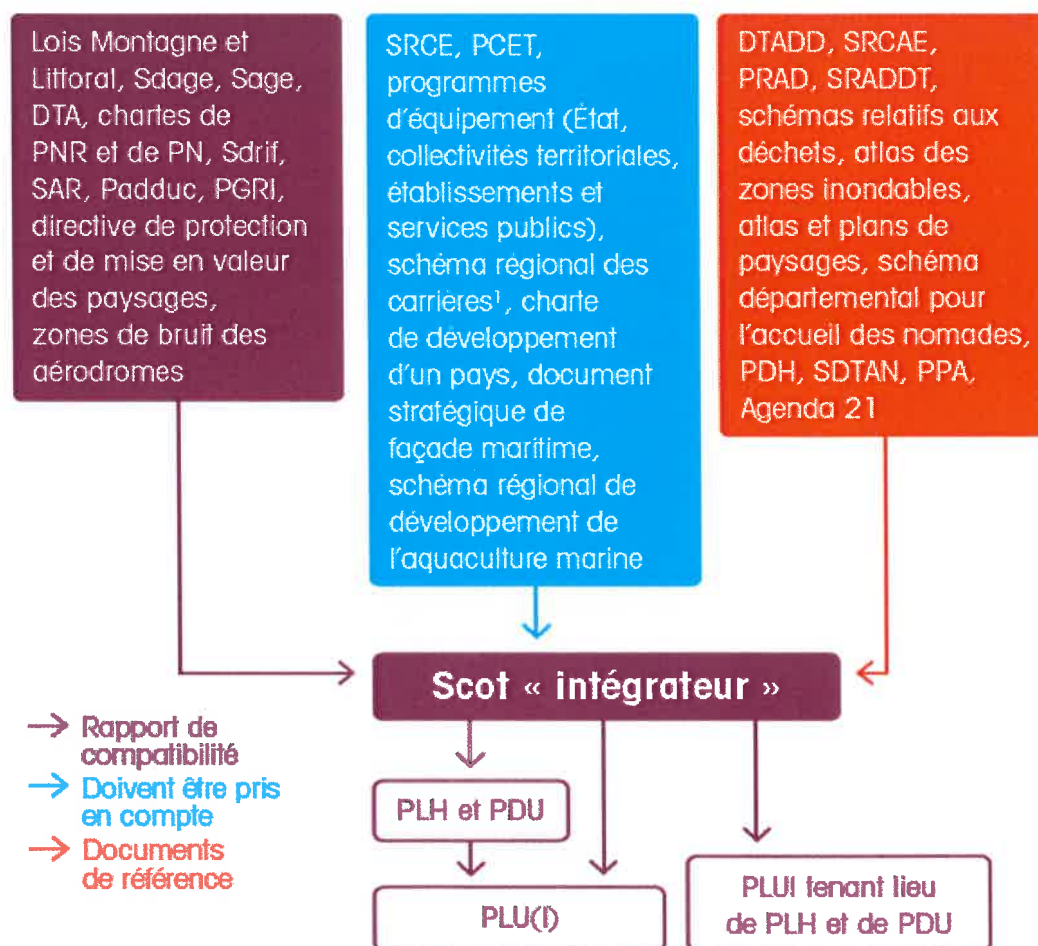 Lois Montagne et
Littoral, Sdage, Sage,
DTA, chartes de
PNR et de PN, Sdrif,
SAR, Padduc, PGRI,
directive de protection
et de mise en valeur
des paysages,
zones de bruit des
aérodromes
SRCE, PCET,
programmes
d'équipement (État,
collectivités territoriales,
établissements et
services publics),
schéma régional des
carrières¹, charte
de développement
d'un pays, document
stratégique de
façade maritime,
schéma régional de
développement de
l'aquaculture marine
DTADD, SRCAE,
PRAD, SRADDT,
schémas relatifs aux
déchets, atlas des
zones inondables,
atlas et plans de
paysages, schéma
départemental pour
l'accueil des nomades,
PDH, SDTAN, PPA,
Agenda 21
Scot « intégrateur »
Rapport de
compatibilité
Doivent être pris
en compte
Documents
de référence
PLH et PDU
PLU(i)
PLUI tenant lieu
de PLH et de PDU